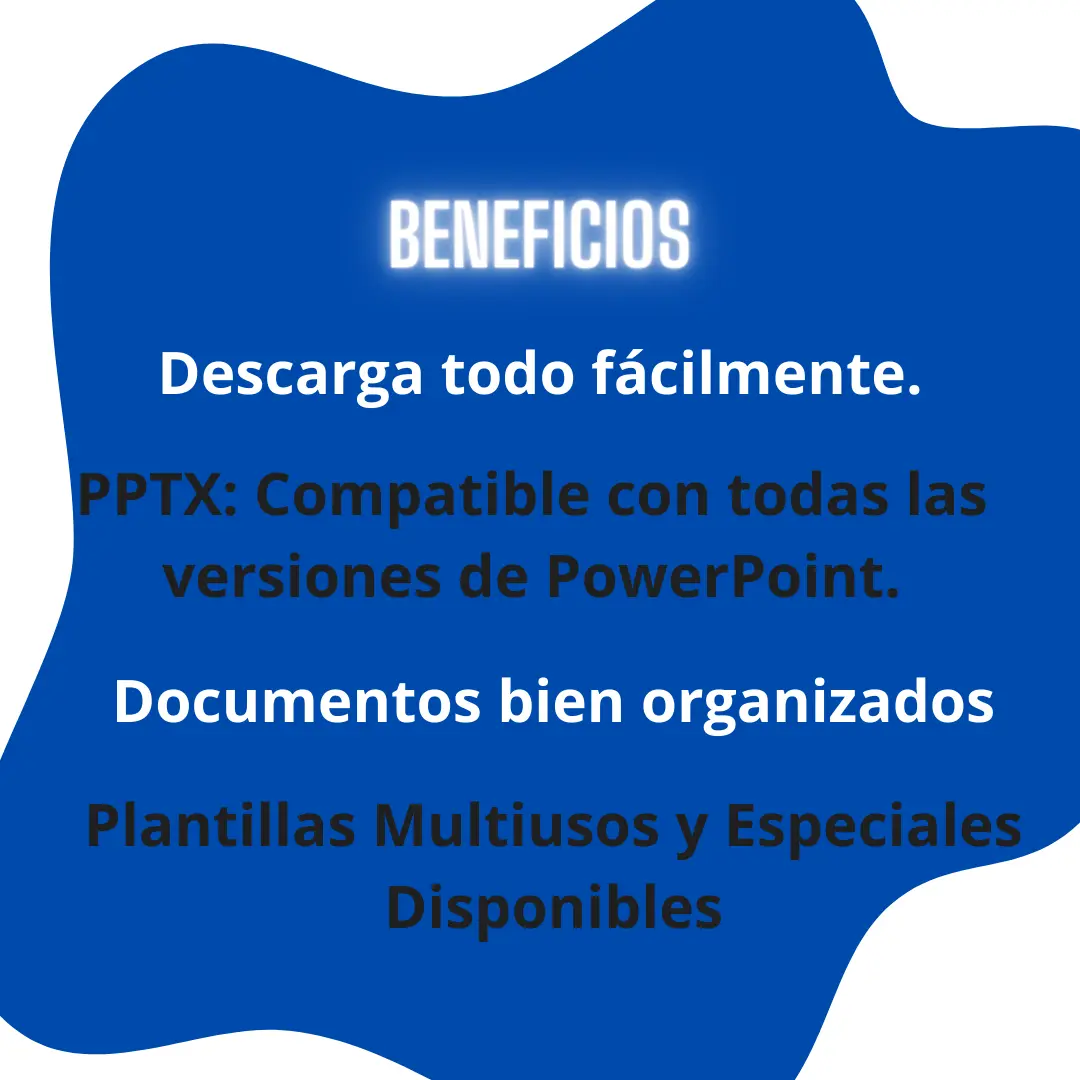 BENEFICIOS
Descarga todo fácilmente.
PPTX: Compatible con todas las
versiones de PowerPoint.
Documentos bien organizados
Plantillas Multiusos y Especiales
Disponibles